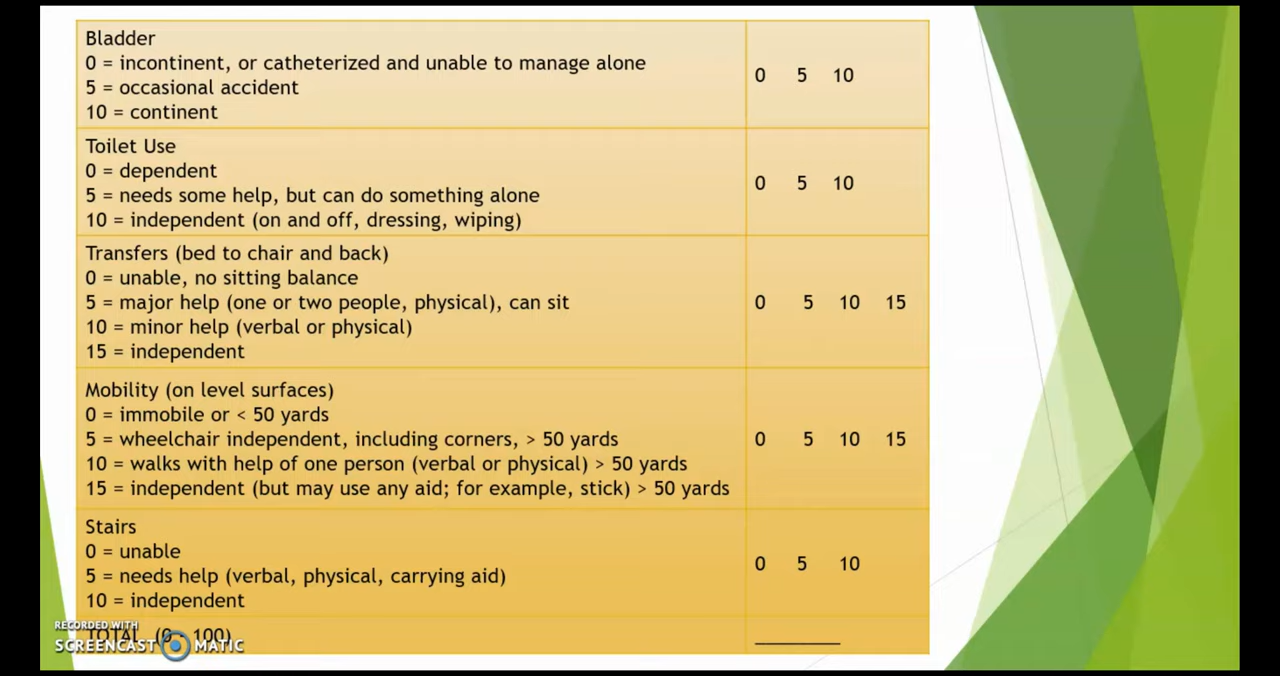 Bladder
0 = incontinent, or catheterized and unable to manage alone
5 = occasional accident
10 = continent
0 5 10
Toilet Use
0 = dependent
5 = needs some help, but can do something alone
10 = independent (on and off, dressing, wiping)
0 5 10
Transfers (bed to chair and back)
0 = unable, no sitting balance
5 = major help (one or two people, physical), can sit
10 = minor help (verbal or physical)
15 = independent
0 5 10 15
Mobility (on level surfaces)
0 = immobile or < 50 yards
5 = wheelchair independent, including corners, > 50 yards
10 = walks with help of one person (verbal or physical) > 50 yards
15 = independent (but may use any aid; for example, stick) > 50 yards
0 5 10 15
Stairs
0 = unable
5 = needs help (verbal, physical, carrying aid)
10 = independent
0 5 10
TOTAL (0 - 100) ________
RECORDED WITH
SCREENCAST MATIC